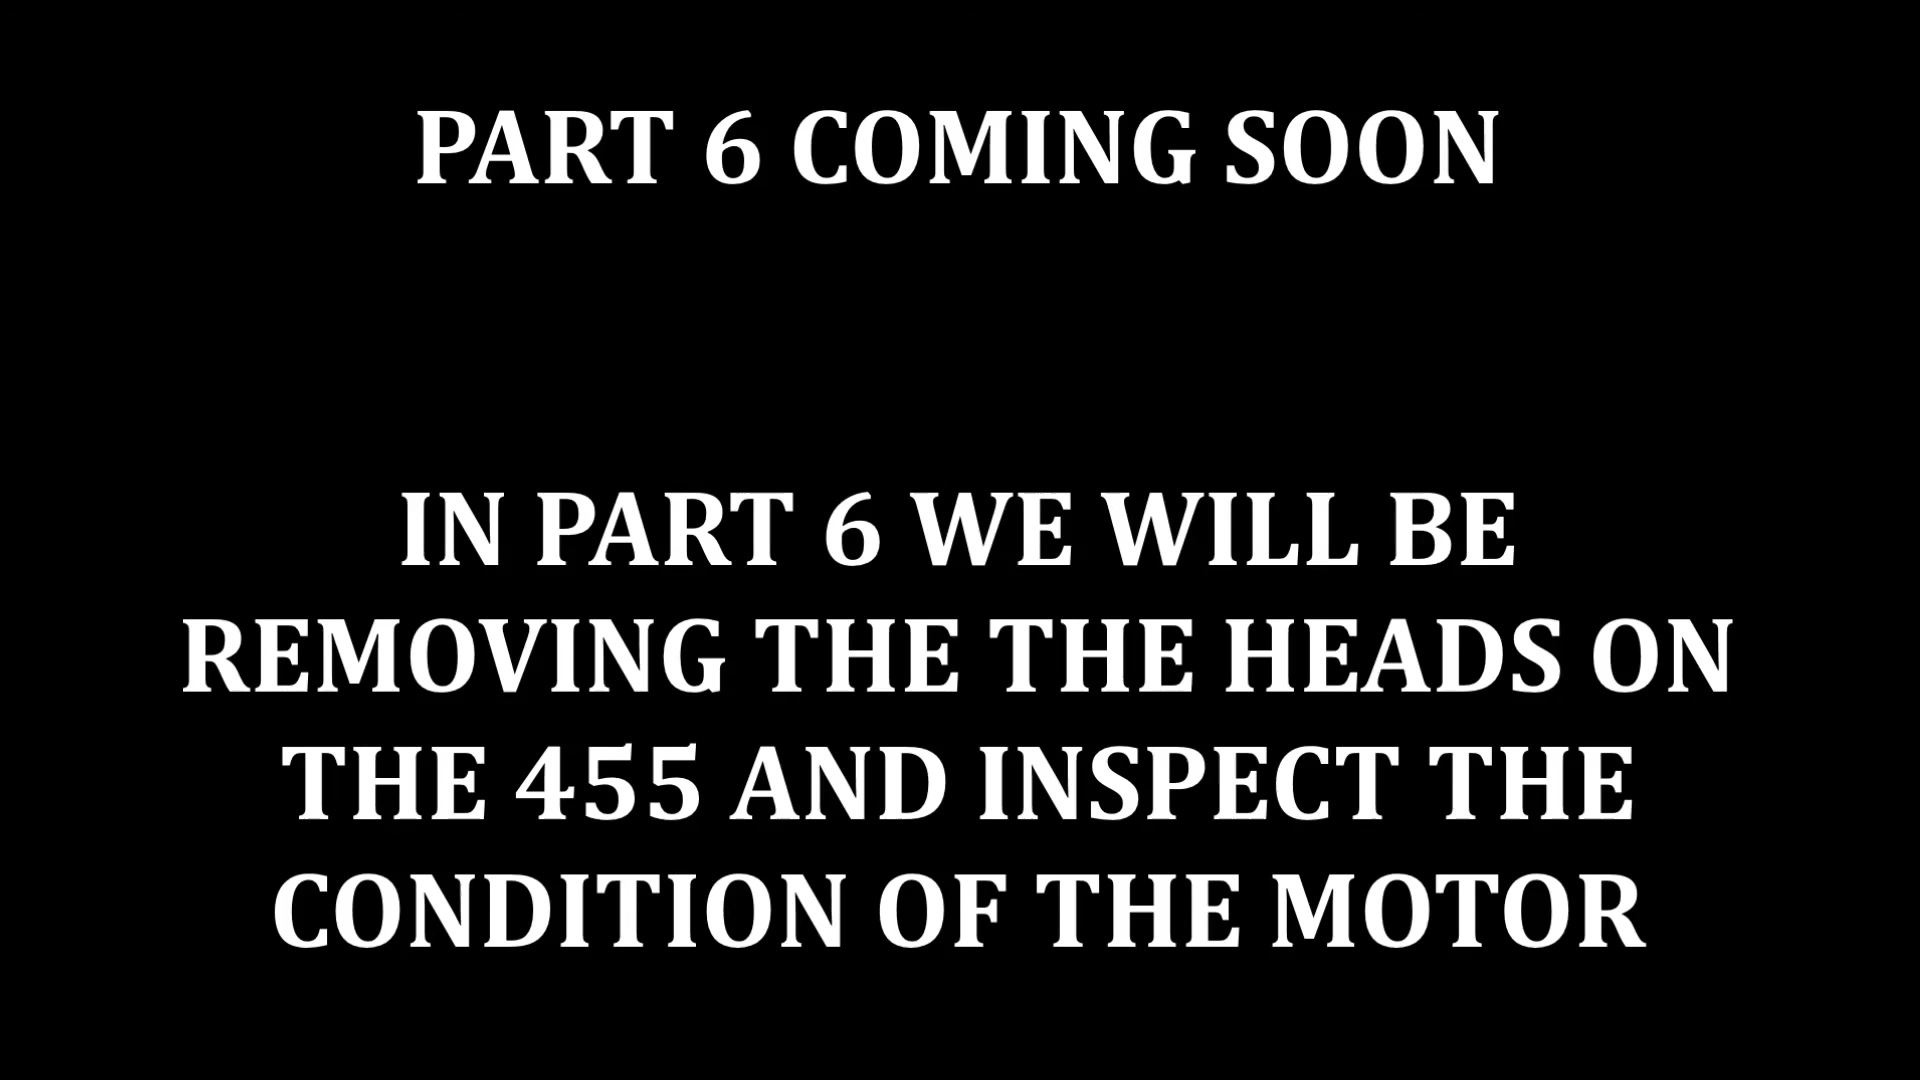 PART 6 COMING SOON
IN PART 6 WE WILL BE
REMOVING THE THE HEADS ON
THE 455 AND INSPECT THE
CONDITION OF THE MOTOR